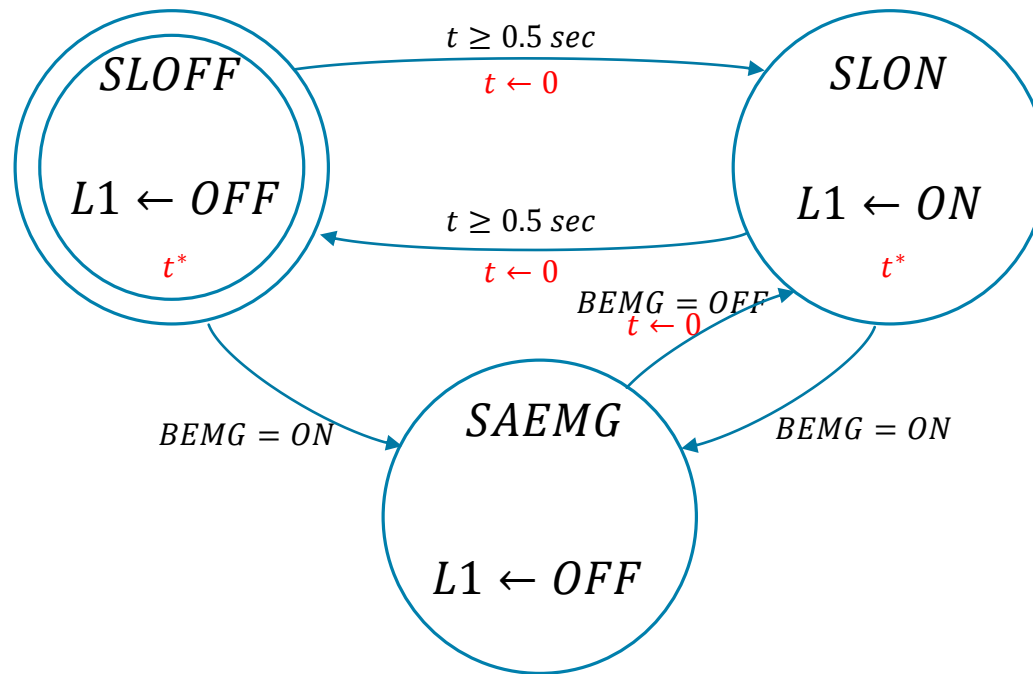 t ≥ 0.5 sec
t ← 0
SLOFF
L1 ← OFF
t*
SLON
L1 ← ON
t*
t ≥ 0.5 sec
t ← 0
BEMG = OFF
t ← 0
BEMG = ON
BEMG = ON
SAEMG
L1 ← OFF